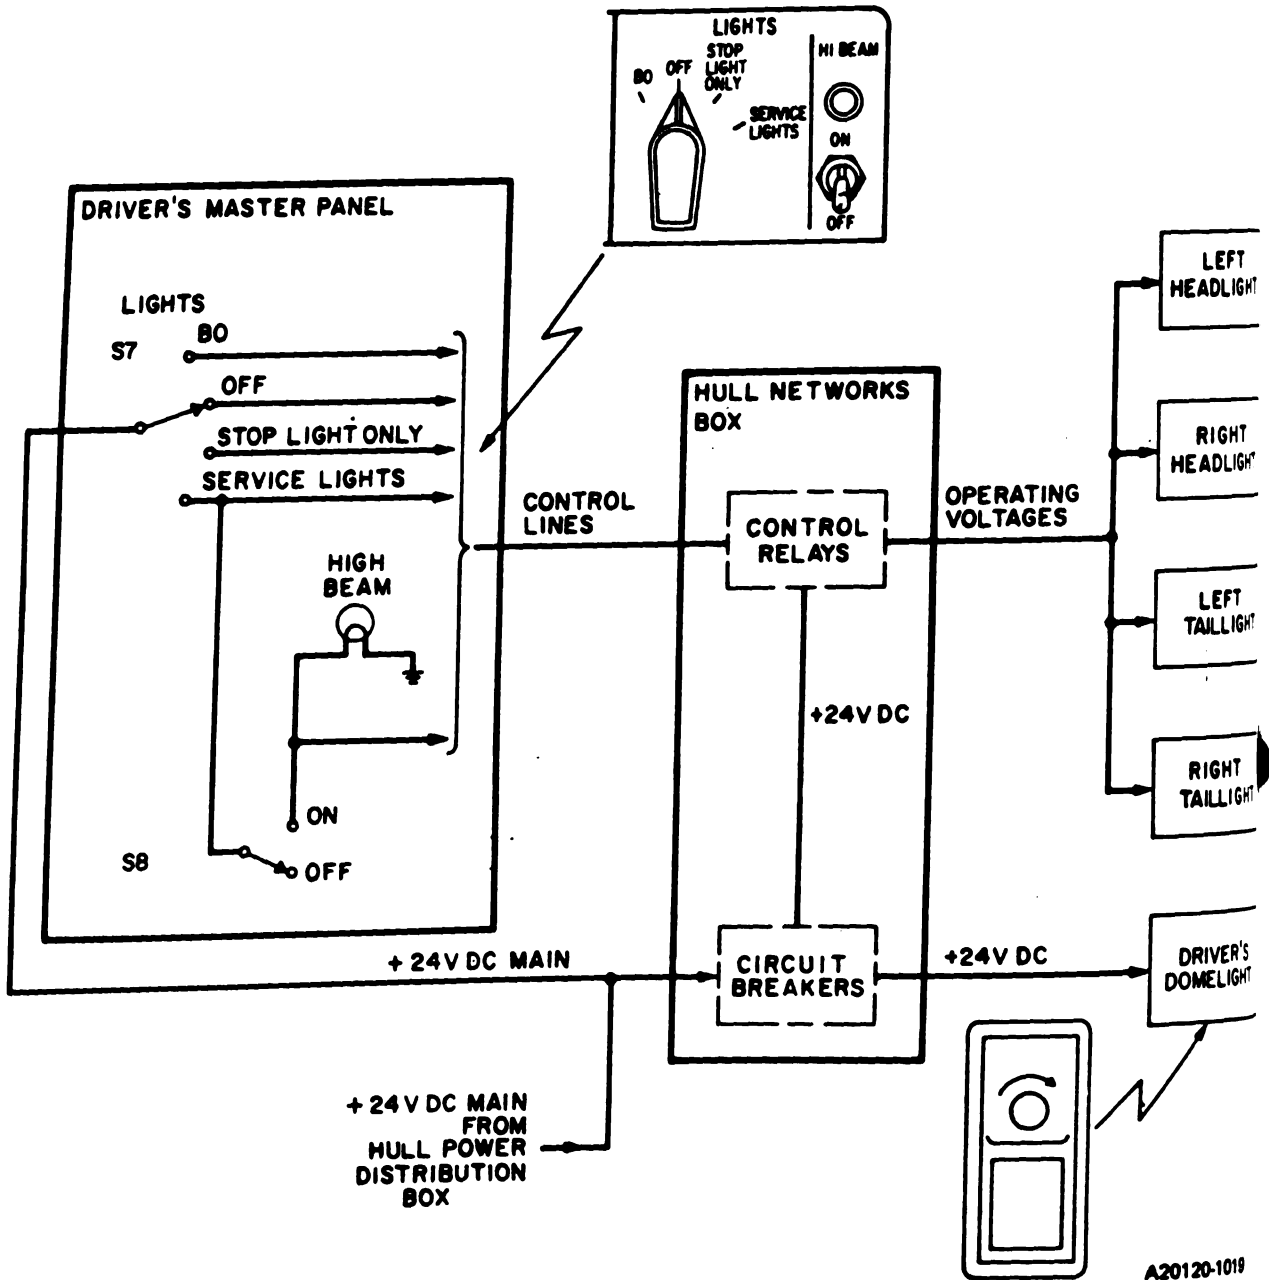 LIGHTS
BO
OFF
STOP
LIGHT
ONLY
SERVICE
LIGHTS
HI BEAM
ON
OFF
DRIVER'S MASTER PANEL
LIGHTS
S7
BO
OFF
STOP LIGHT ONLY
SERVICE LIGHTS
HIGH
BEAM
ON
S8
OFF
CONTROL
LINES
HULL NETWORKS
BOX
CONTROL
RELAYS
+24V DC
CIRCUIT
BREAKERS
OPERATING
VOLTAGES
LEFT
HEADLIGHT
RIGHT
HEADLIGHT
LEFT
TAILLIGHT
RIGHT
TAILLIGHT
+24V DC
DRIVER'S
DOMELIGHT
+ 24V DC MAIN
+ 24V DC MAIN
FROM
HULL POWER
DISTRIBUTION
BOX
A20120-1019